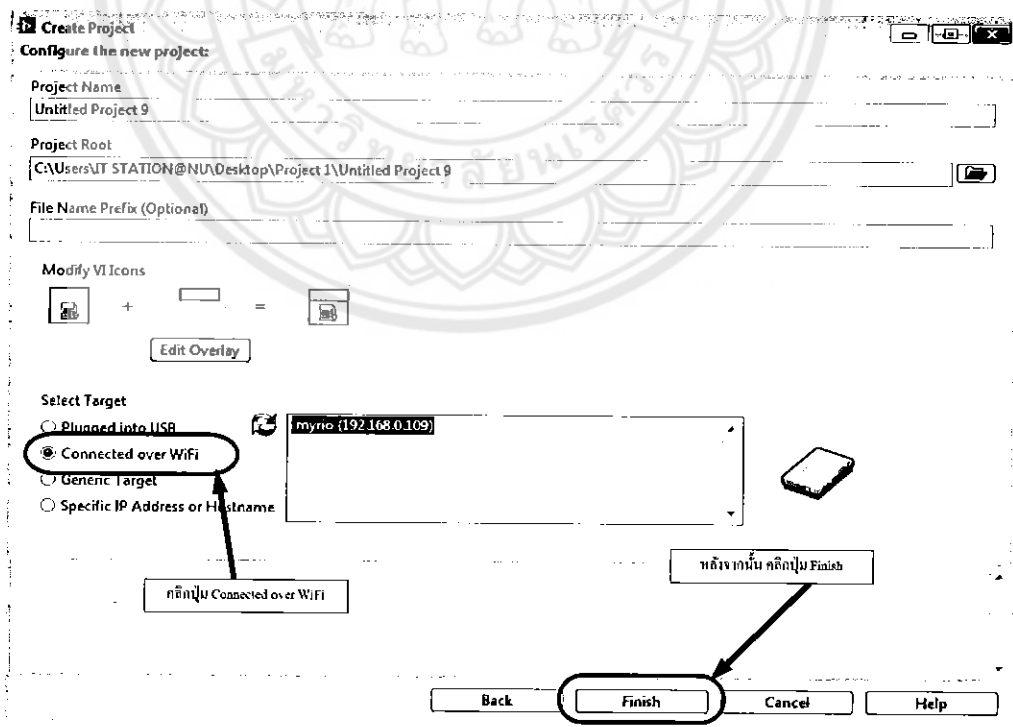 Create Project
Configure the new project:
Project Name
Untitled Project 9
Project Root
C:\Users\IT STATION@NU\Desktop\Project 1\Untitled Project 9
File Name Prefix (Optional)
Modify VI Icons
+ =
Edit Overlay
Select Target
Plugged into USB
myrio (192.168.0.109)
Connected over WiFi
Generic Target
Specific IP Address or Hostname
หลังจากนั้น คลิกปุ่ม Finish
คลิกปุ่ม Connected over WiFi
Back
Finish
Cancel
Help